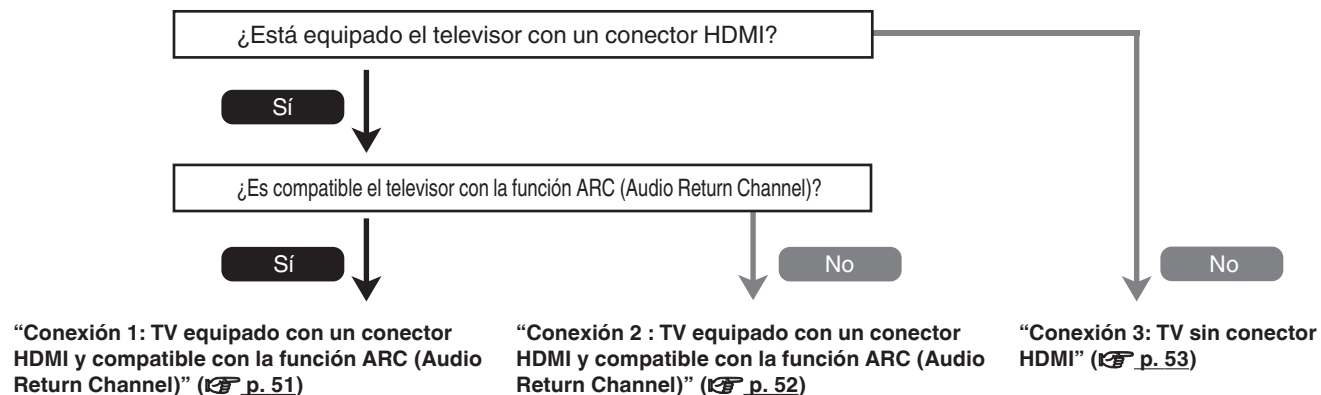 ¿Está equipado el televisor con un conector HDMI?
Sí
¿Es compatible el televisor con la función ARC (Audio Return Channel)?
Sí
No
No
“Conexión 1: TV equipado con un conector
HDMI y compatible con la función ARC (Audio
Return Channel)” (☞ p. 51)
“Conexión 2 : TV equipado con un conector
HDMI y compatible con la función ARC (Audio
Return Channel)” (☞ p. 52)
“Conexión 3: TV sin conector
HDMI” (☞ p. 53)